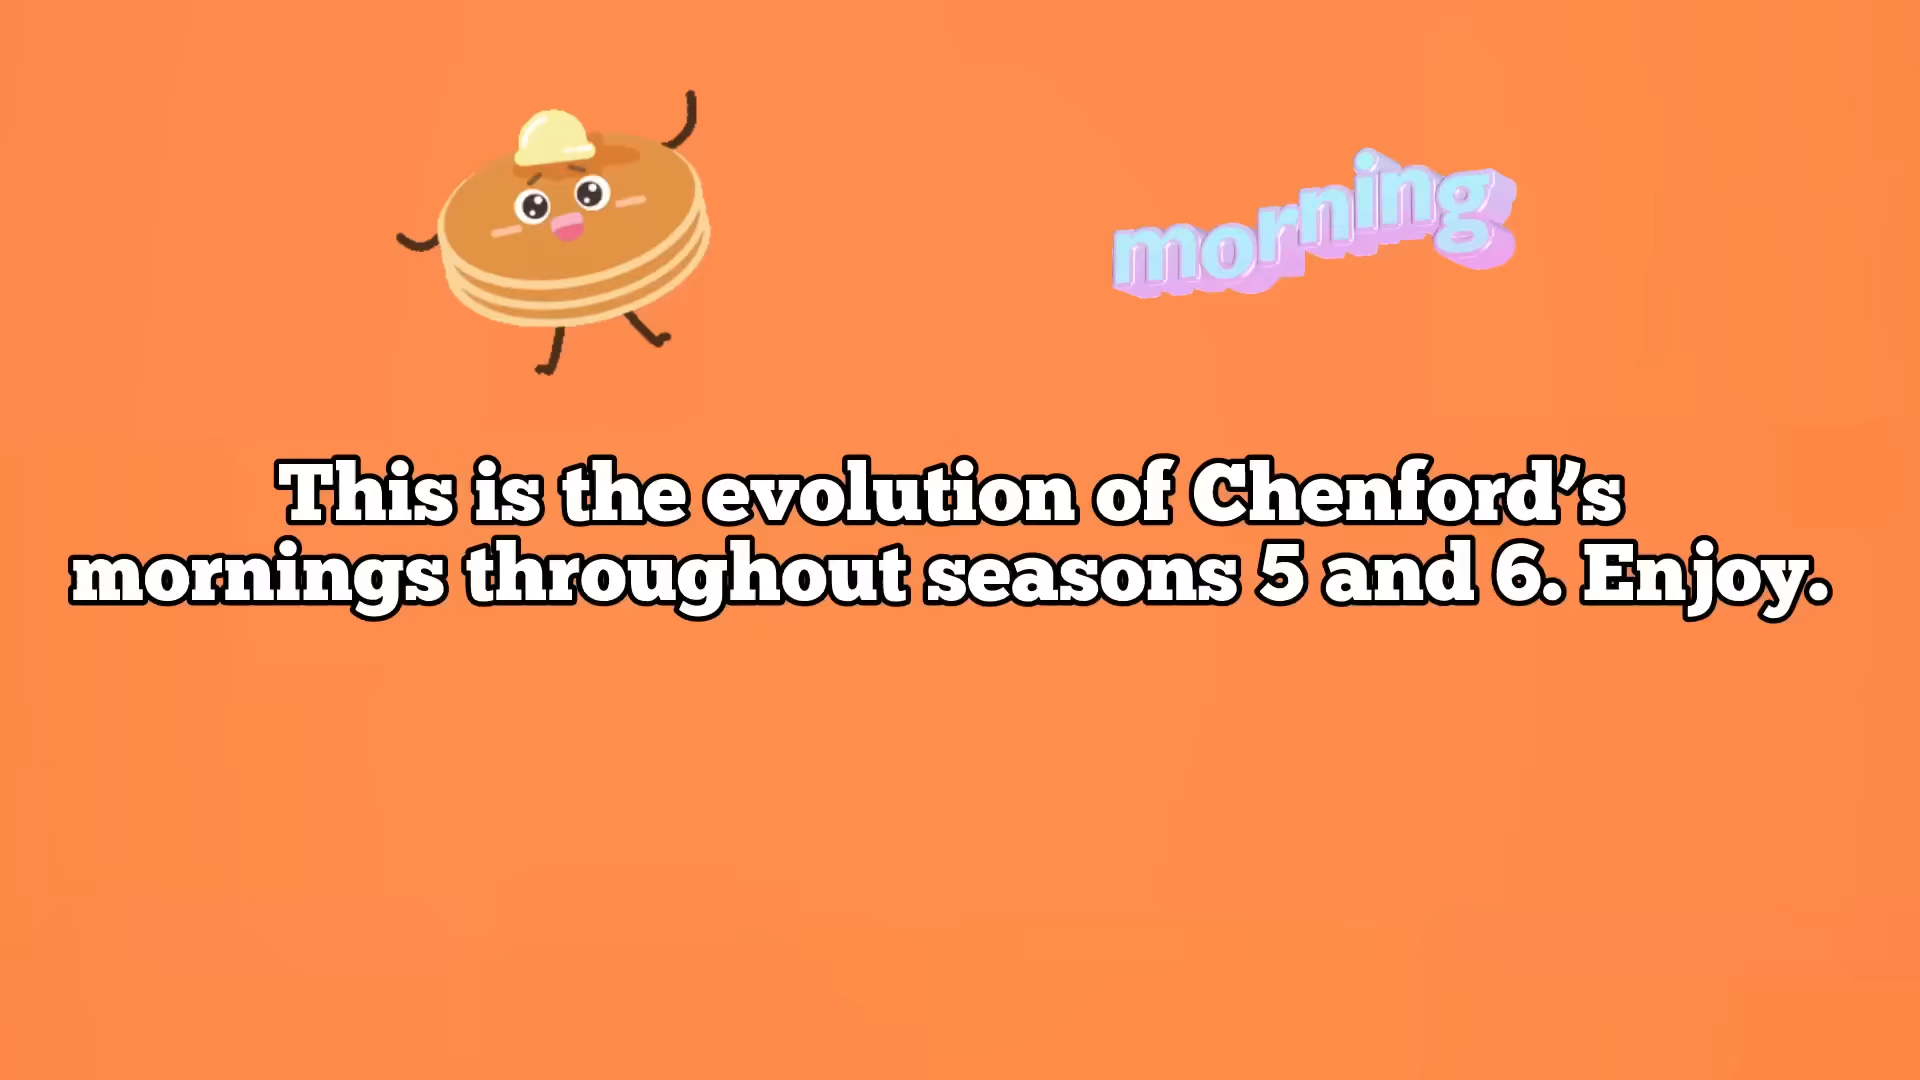 morning
This is the evolution of Chenford’s
mornings throughout seasons 5 and 6. Enjoy.